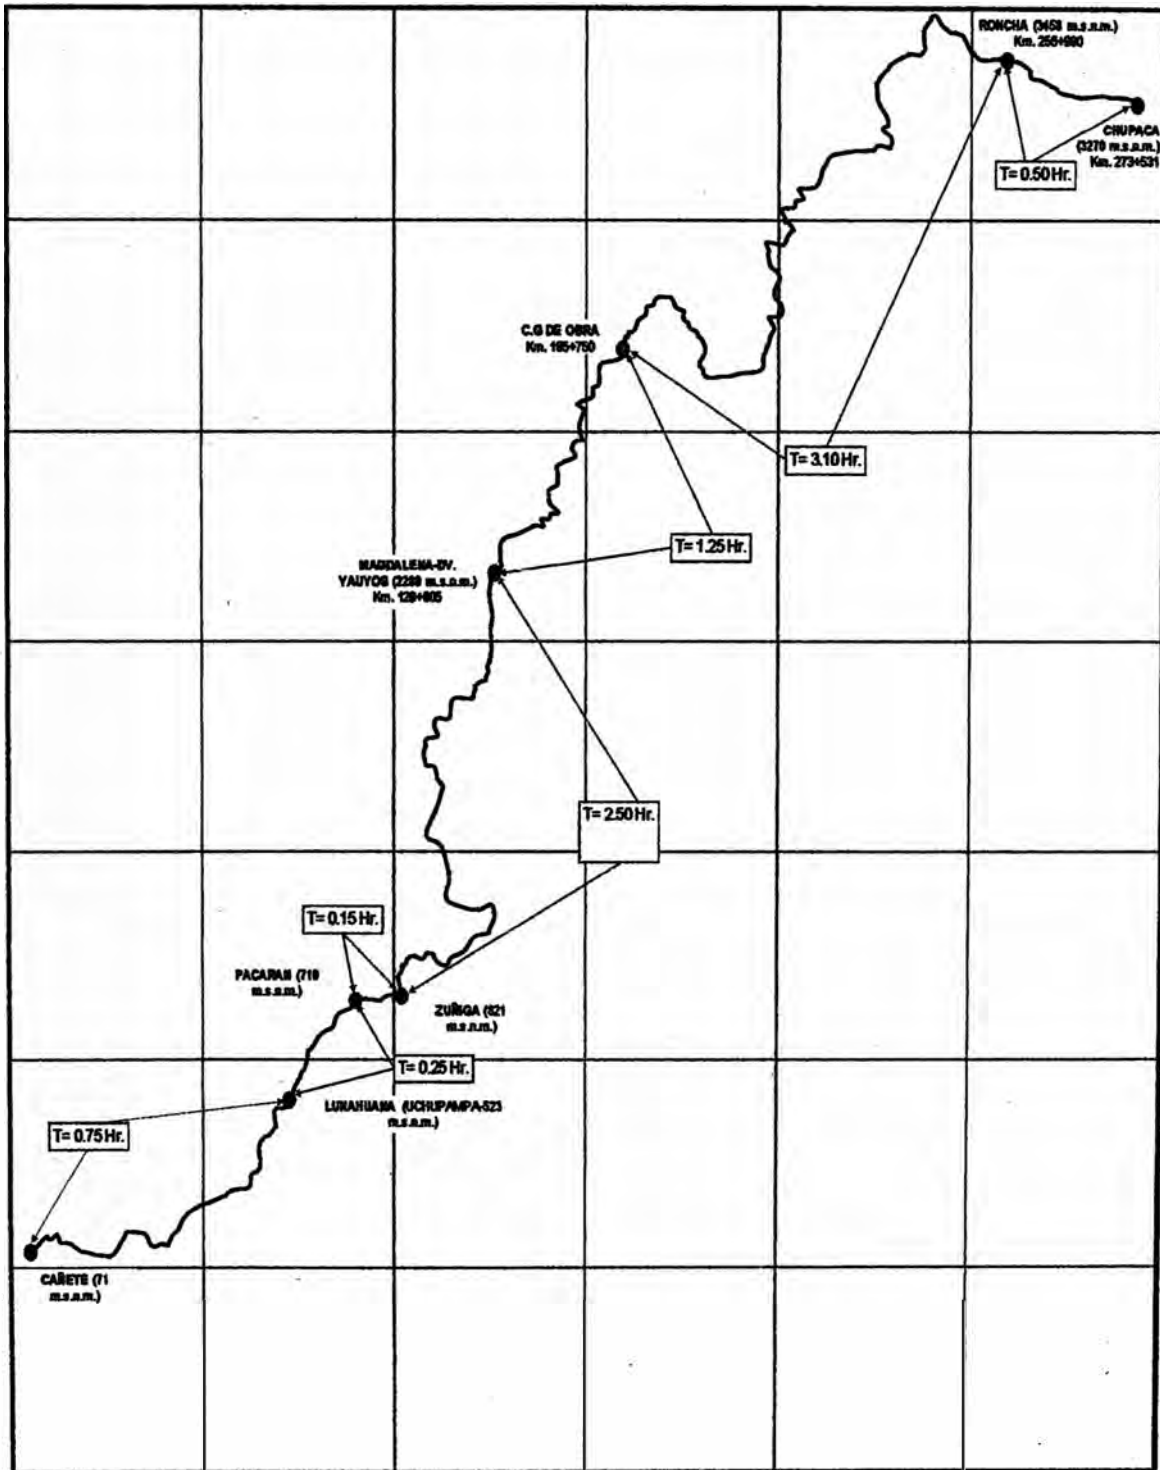 RONCHA (3458 m.s.n.m.)
Km. 256+990
CHUPACA
(3270 m.s.n.m.)
Km. 273+531
T= 0.50 Hr.
C.G DE OBRA
Km. 165+750
T= 3.10 Hr.
T= 1.25 Hr.
MAGDALENA-DV.
YAUYOS (2289 m.s.n.m.)
Km. 129+805
T= 2.50 Hr.
T= 0.15 Hr.
PACARAN (719
m.s.n.m.)
ZUÑIGA (821
m.s.n.m.)
T= 0.25 Hr.
LUNAHUANA (UCHUPAMPA-523
m.s.n.m.)
T= 0.75 Hr.
CAÑETE (71
m.s.n.m.)